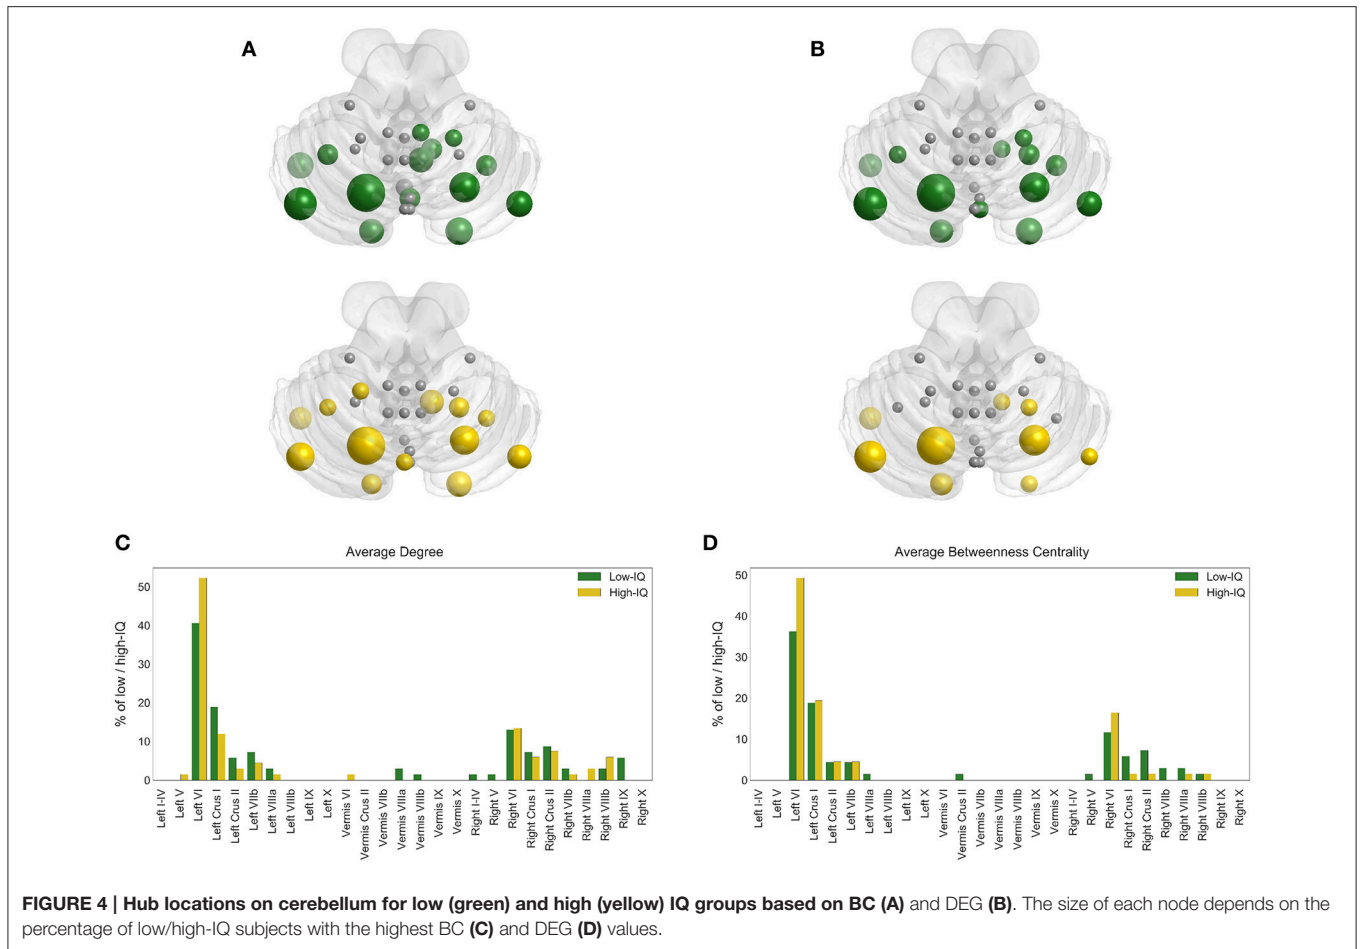 A
B
C
Average Degree
Low-IQ
High-IQ
% of low / high-IQ
50
40
30
20
10
0
Left I-IV
Left V
Left VI
Left Crus I
Left Crus II
Left VIIb
Left VIIIa
Left VIIIb
Left IX
Left X
Vermis VI
Vermis Crus II
Vermis VIIb
Vermis VIIIa
Vermis VIIIb
Vermis IX
Vermis X
Right I-IV
Right V
Right VI
Right Crus I
Right Crus II
Right VIIb
Right VIIIa
Right VIIIb
Right IX
Right X
D
Average Betweenness Centrality
Low-IQ
High-IQ
% of low / high-IQ
50
40
30
20
10
0
Left I-IV
Left V
Left VI
Left Crus I
Left Crus II
Left VIIb
Left VIIIa
Left VIIIb
Left IX
Left X
Vermis VI
Vermis Crus II
Vermis VIIb
Vermis VIIIa
Vermis VIIIb
Vermis IX
Vermis X
Right I-IV
Right V
Right VI
Right Crus I
Right Crus II
Right VIIb
Right VIIIa
Right VIIIb
Right IX
Right X
FIGURE 4 | Hub locations on cerebellum for low (green) and high (yellow) IQ groups based on BC (A) and DEG (B). The size of each node depends on the
percentage of low/high-IQ subjects with the highest BC (C) and DEG (D) values.